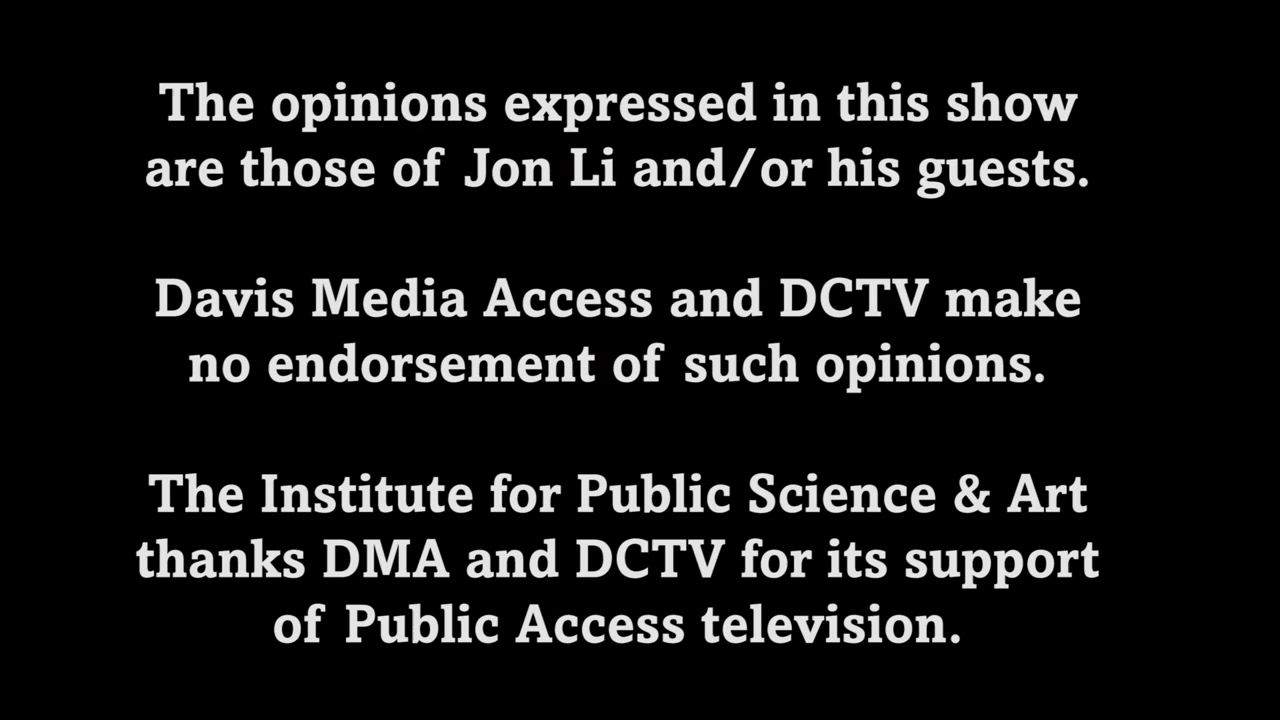 The opinions expressed in this show
are those of Jon Li and/or his guests.
Davis Media Access and DCTV make
no endorsement of such opinions.
The Institute for Public Science & Art
thanks DMA and DCTV for its support
of Public Access television.